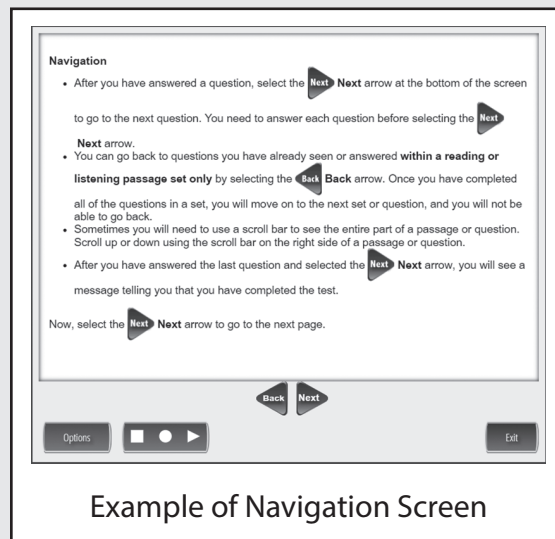 Navigation
• After you have answered a question, select the Next Next arrow at the bottom of the screen
to go to the next question. You need to answer each question before selecting the Next
Next arrow.
• You can go back to questions you have already seen or answered within a reading or
listening passage set only by selecting the Back Back arrow. Once you have completed
all of the questions in a set, you will move on to the next set or question, and you will not be
able to go back.
• Sometimes you will need to use a scroll bar to see the entire part of a passage or question.
Scroll up or down using the scroll bar on the right side of a passage or question.
• After you have answered the last question and selected the Next Next arrow, you will see a
message telling you that you have completed the test.
Now, select the Next Next arrow to go to the next page.
Back Next
Options
Exit
Example of Navigation Screen